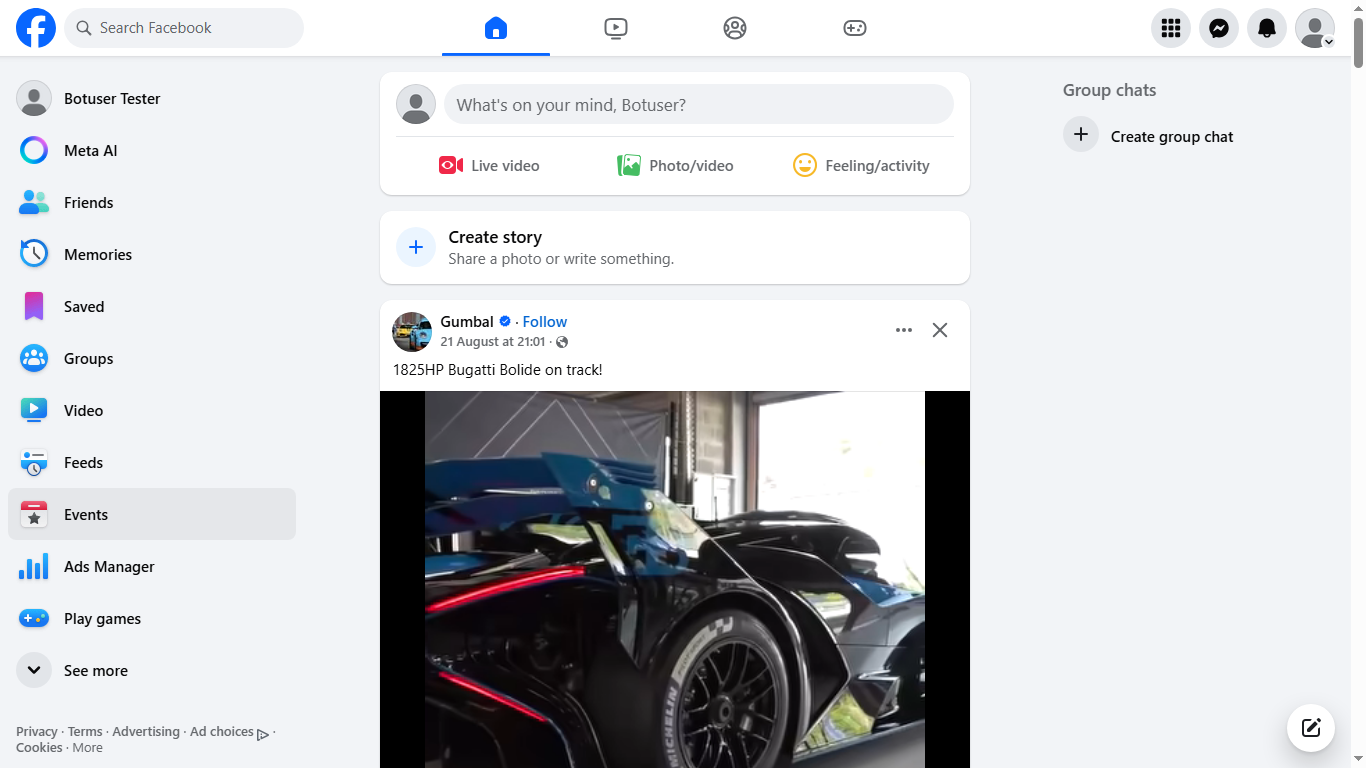 Search Facebook
Botuser Tester
Meta AI
Friends
Memories
Saved
Groups
Video
Feeds
Events
Ads Manager
Play games
See more
Privacy · Terms · Advertising · Ad choices ·
Cookies · More
What's on your mind, Botuser?
Live video
Photo/video
Feeling/activity
Create story
Share a photo or write something.
Gumbal · Follow
21 August at 21:01 ·
1825HP Bugatti Bolide on track!
MICHELIN
Group chats
Create group chat